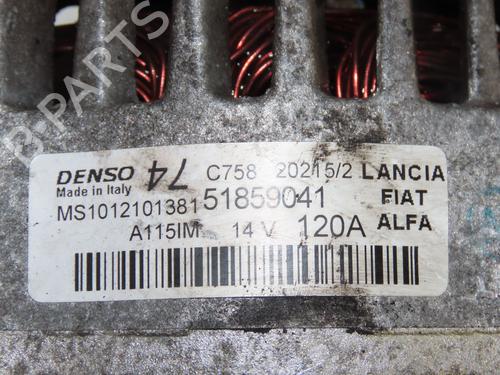 B-PARTS
DENSO 74 C758 20215/2 LANCIA
Made in Italy
MS1012101381 51859041 FIAT
A115IM 14 V 120A ALFA